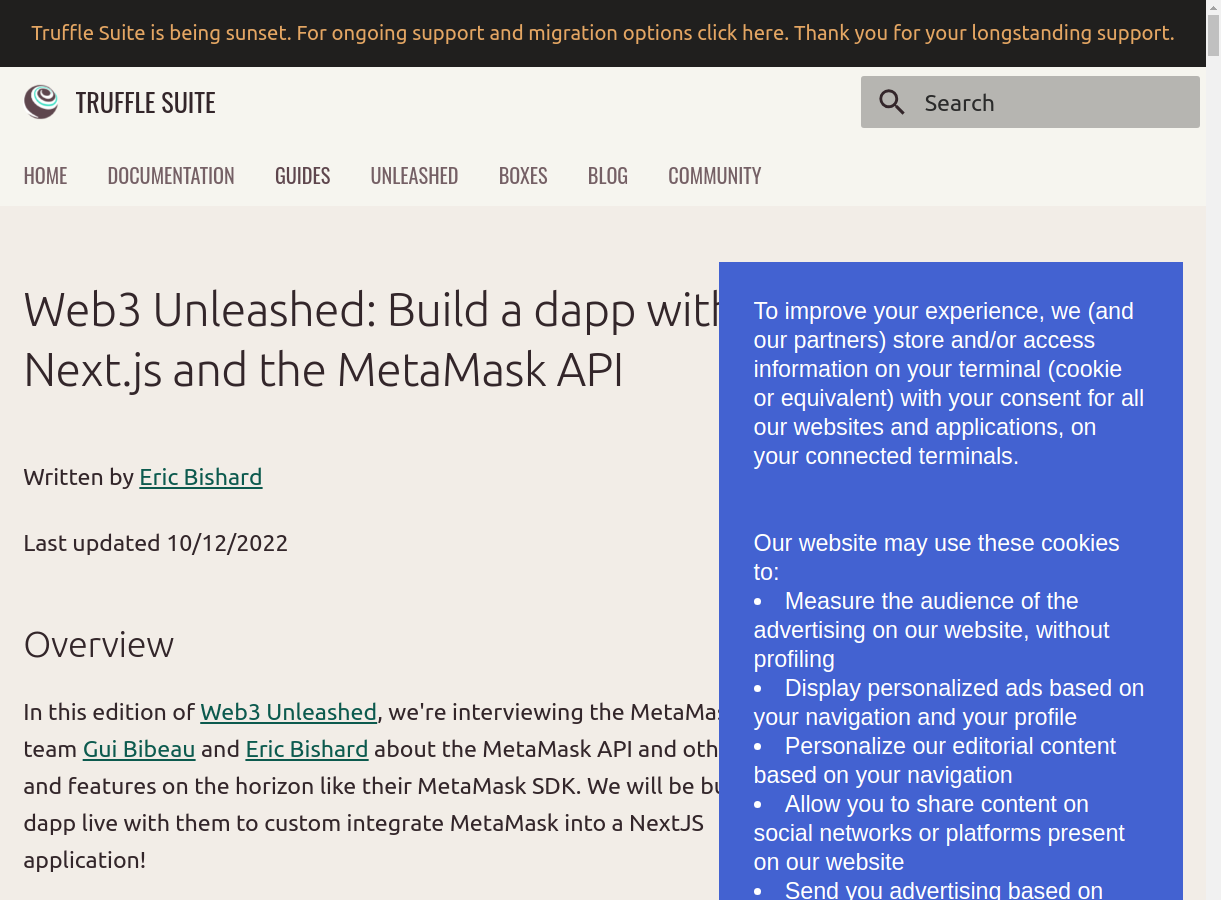 Truffle Suite is being sunset. For ongoing support and migration options click here. Thank you for your longstanding support.
TRUFFLE SUITE
Search
HOME
DOCUMENTATION
GUIDES
UNLEASHED
BOXES
BLOG
COMMUNITY
Web3 Unleashed: Build a dapp with
Next.js and the MetaMask API
Written by Eric Bishard
Last updated 10/12/2022
Overview
In this edition of Web3 Unleashed, we're interviewing the MetaMas
team Gui Bibeau and Eric Bishard about the MetaMask API and oth
and features on the horizon like their MetaMask SDK. We will be bu
dapp live with them to custom integrate MetaMask into a NextJS
application!
To improve your experience, we (and
our partners) store and/or access
information on your terminal (cookie
or equivalent) with your consent for all
our websites and applications, on
your connected terminals.
Our website may use these cookies
to:
• Measure the audience of the
advertising on our website, without
profiling
• Display personalized ads based on
your navigation and your profile
• Personalize our editorial content
based on your navigation
• Allow you to share content on
social networks or platforms present
on our website
• Send you advertising based on